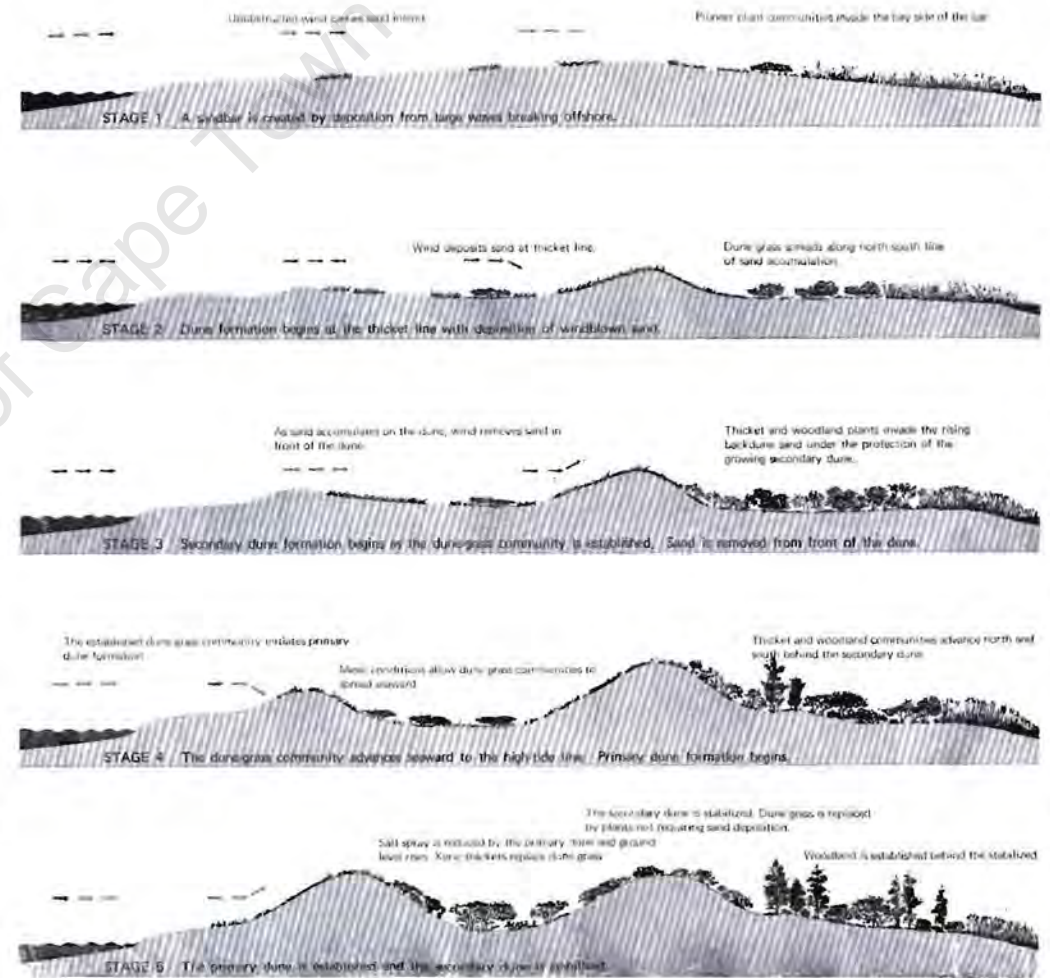 Unobstructed wind carries sand inland.
Pioneer plant communities invade the bay side of the bar
STAGE 1 A sandbar is created by deposition from large waves breaking offshore.
Wind deposits sand at thicket line.
Dune grass spreads along north south line
of sand accumulation.
STAGE 2 Dune formation begins at the thicket line with deposition of windblown sand.
As sand accumulates on the dune, wind removes sand in
front of the dune.
Thicket and woodland plants invade the rising
backdune sand under the protection of the
growing secondary dune.
STAGE 3 Secondary dune formation begins as the dune-grass community is established. Sand is removed from front of the dune.
The established dune grass community initiates primary
dune formation
conditions allow dune grass communities to
spread seaward
Thicket and woodland communities advance north and
south behind the secondary dune
STAGE 4 The dune-grass community advances seaward to the high-tide line. Primary dune formation begins.
The secondary dune is stabilized. Dune grass is replaced
by plants not requiring sand deposition.
Salt spray is reduced by the primary dune and ground
level rises. Xeric thickets replace dune grass
Woodland is established behind the stabilized
STAGE 5 The primary dune is established and the secondary dune is stabilised.
of Cape Town